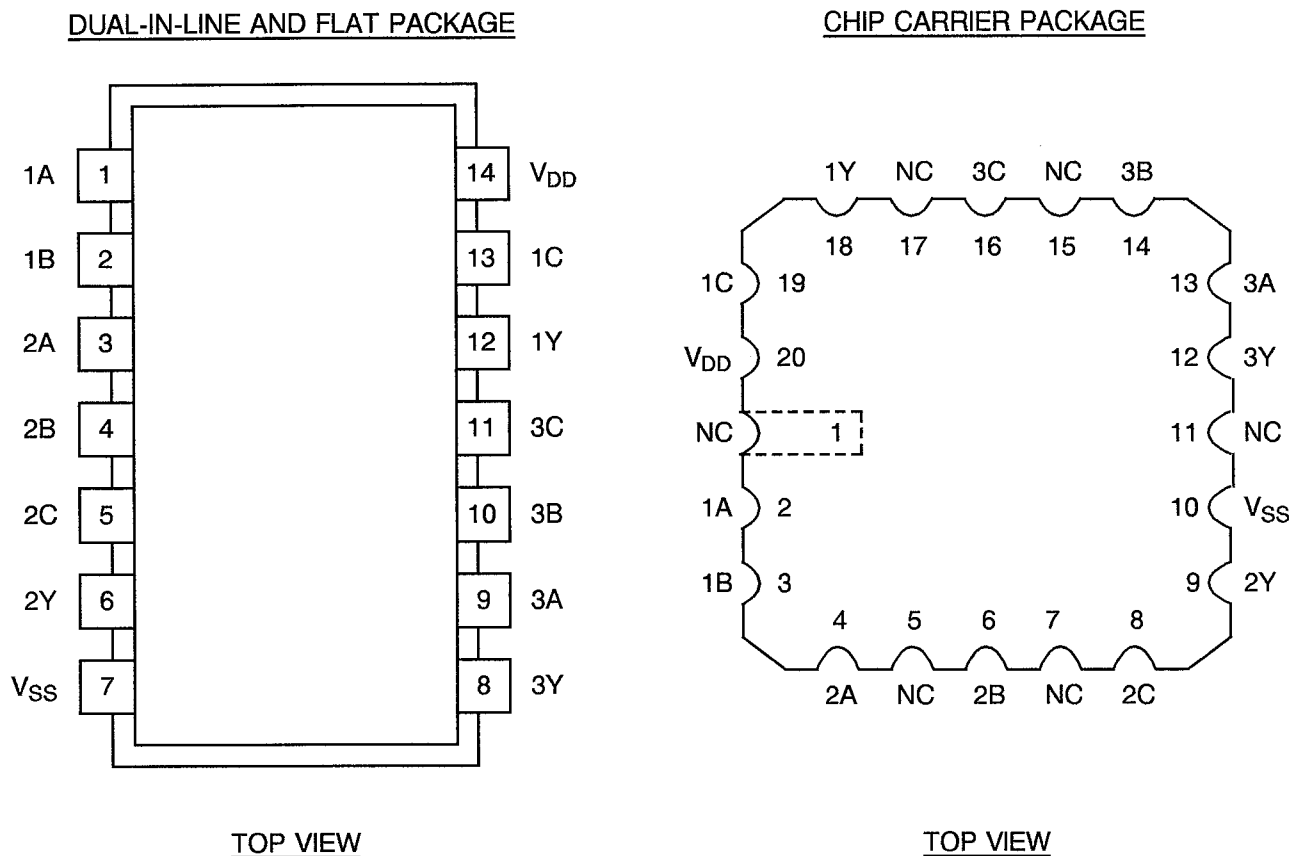 DUAL-IN-LINE AND FLAT PACKAGE
1A 1 14 VDD
1B 2 13 1C
2A 3 12 1Y
2B 4 11 3C
2C 5 10 3B
2Y 6 9 3A
VSS 7 8 3Y
TOP VIEW
CHIP CARRIER PACKAGE
1Y NC 3C NC 3B
18 17 16 15 14
1C 19 13 3A
VDD 20 12 3Y
NC 1 11 NC
1A 2 10 VSS
1B 3 9 2Y
4 5 6 7 8
2A NC 2B NC 2C
TOP VIEW